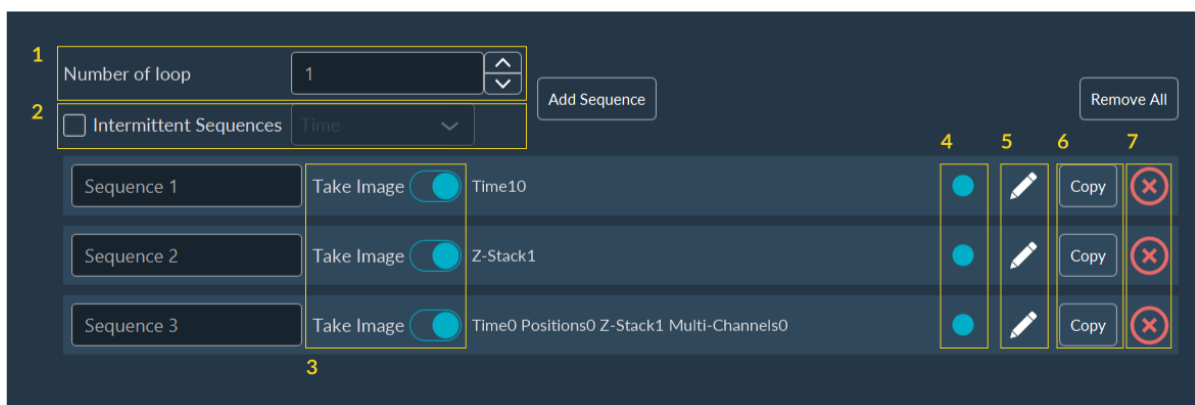 1
Number of loop 1
Add Sequence Remove All
2
Intermittent Sequences Time
4 5 6 7
Sequence 1 Take Image Time10 Copy
Sequence 2 Take Image Z-Stack1 Copy
Sequence 3 Take Image Time0 Positions0 Z-Stack1 Multi-Channels0 Copy
3